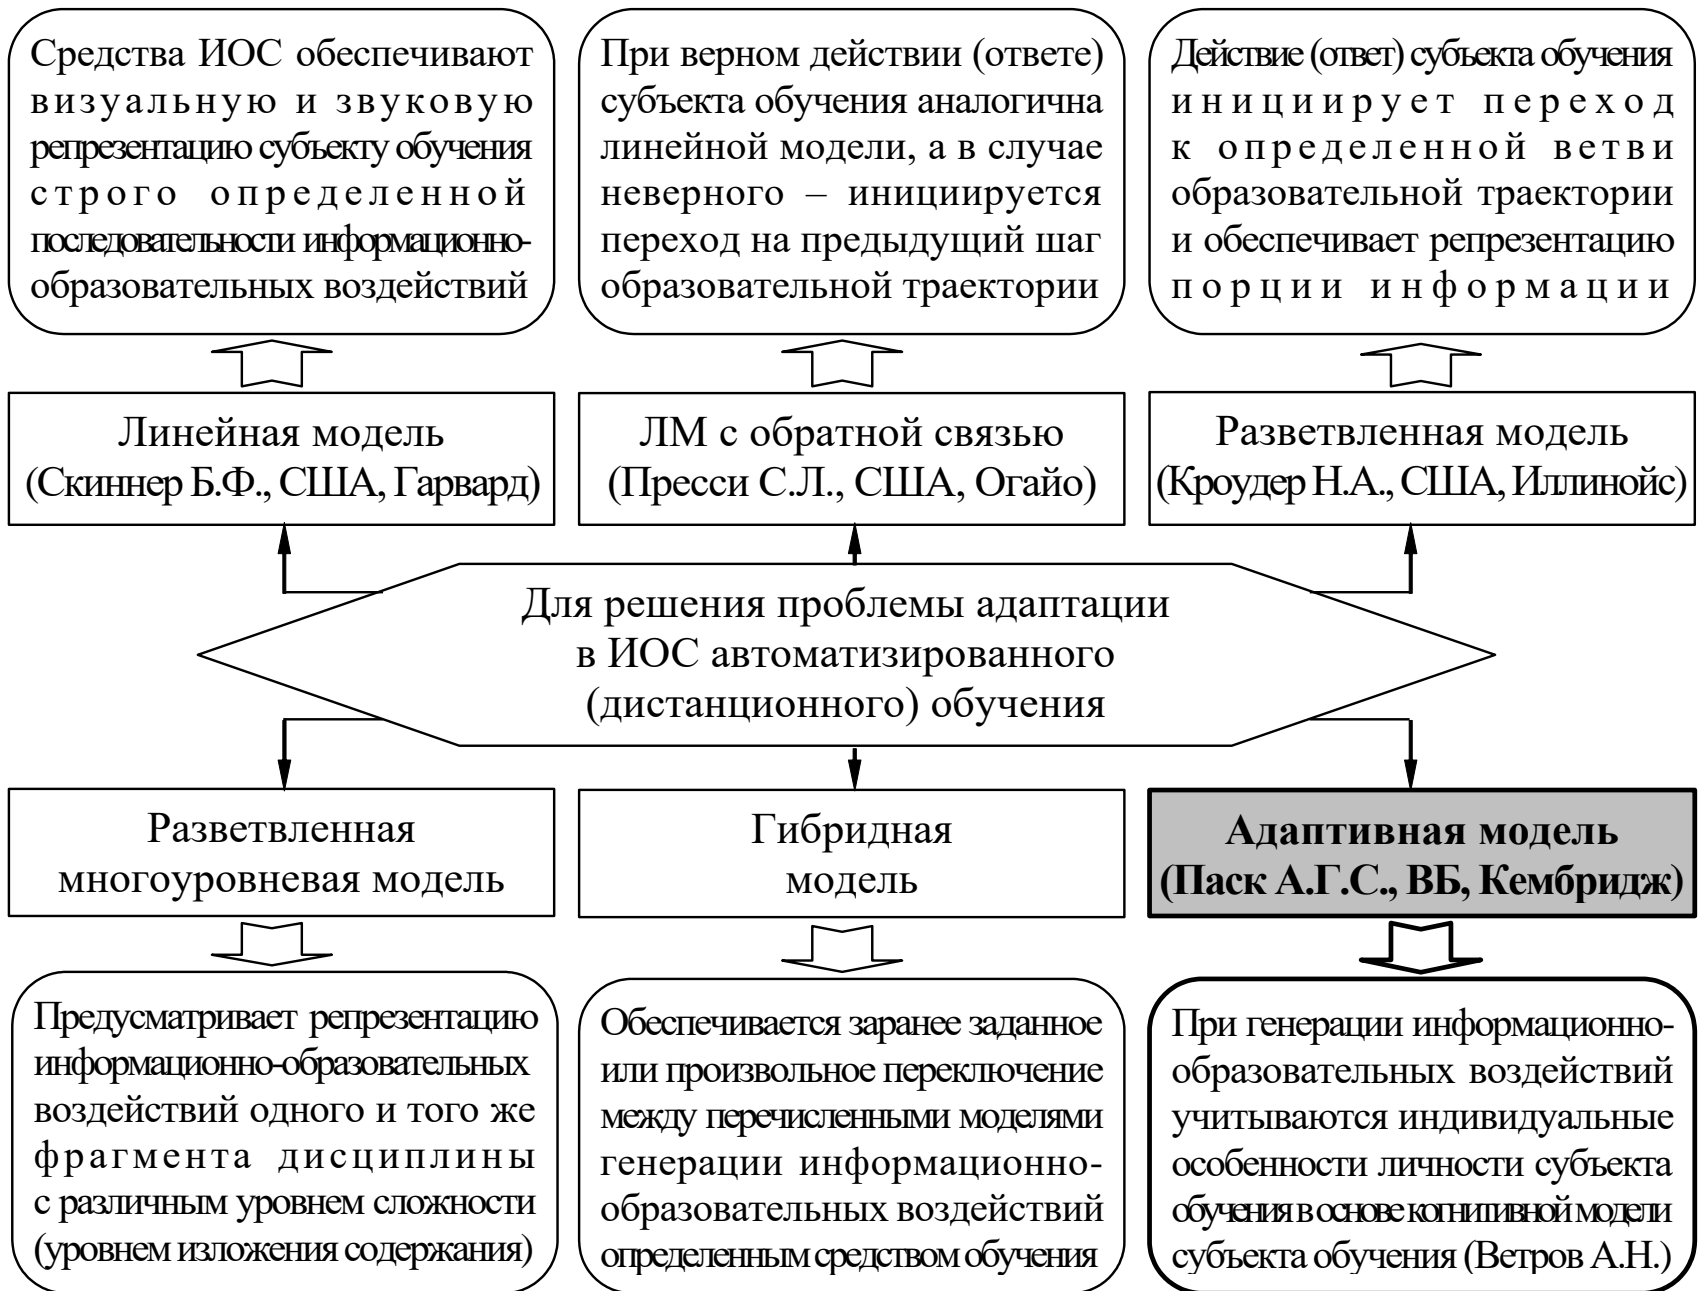 Средства ИОС обеспечивают
визуальную и звуковую
репрезентацию субъекту обучения
строго определенной
последовательности информационно-
образовательных воздействий
При верном действии (ответе)
субъекта обучения аналогична
линейной модели, а в случае
неверного – инициируется
переход на предыдущий шаг
образовательной траектории
Действие (ответ) субъекта обучения
инициирует переход
к определенной ветви
образовательной траектории
и обеспечивает репрезентацию
порции информации
Линейная модель
(Скиннер Б.Ф., США, Гарвард)
ЛМ с обратной связью
(Пресси С.Л., США, Огайо)
Разветвленная модель
(Кроудер Н.А., США, Иллинойс)
Для решения проблемы адаптации
в ИОС автоматизированного
(дистанционного) обучения
Разветвленная
многоуровневая модель
Гибридная
модель
Адаптивная модель
(Паск А.Г.С., ВБ, Кембридж)
Предусматривает репрезентацию
информационно-образовательных
воздействий одного и того же
фрагмента дисциплины
с различным уровнем сложности
(уровнем изложения содержания)
Обеспечивается заранее заданное
или произвольное переключение
между перечисленными моделями
генерации информационно-
образовательных воздействий
определенным средством обучения
При генерации информационно-
образовательных воздействий
учитываются индивидуальные
особенности личности субъекта
обучения в основе когнитивной модели
субъекта обучения (Ветров А.Н.)